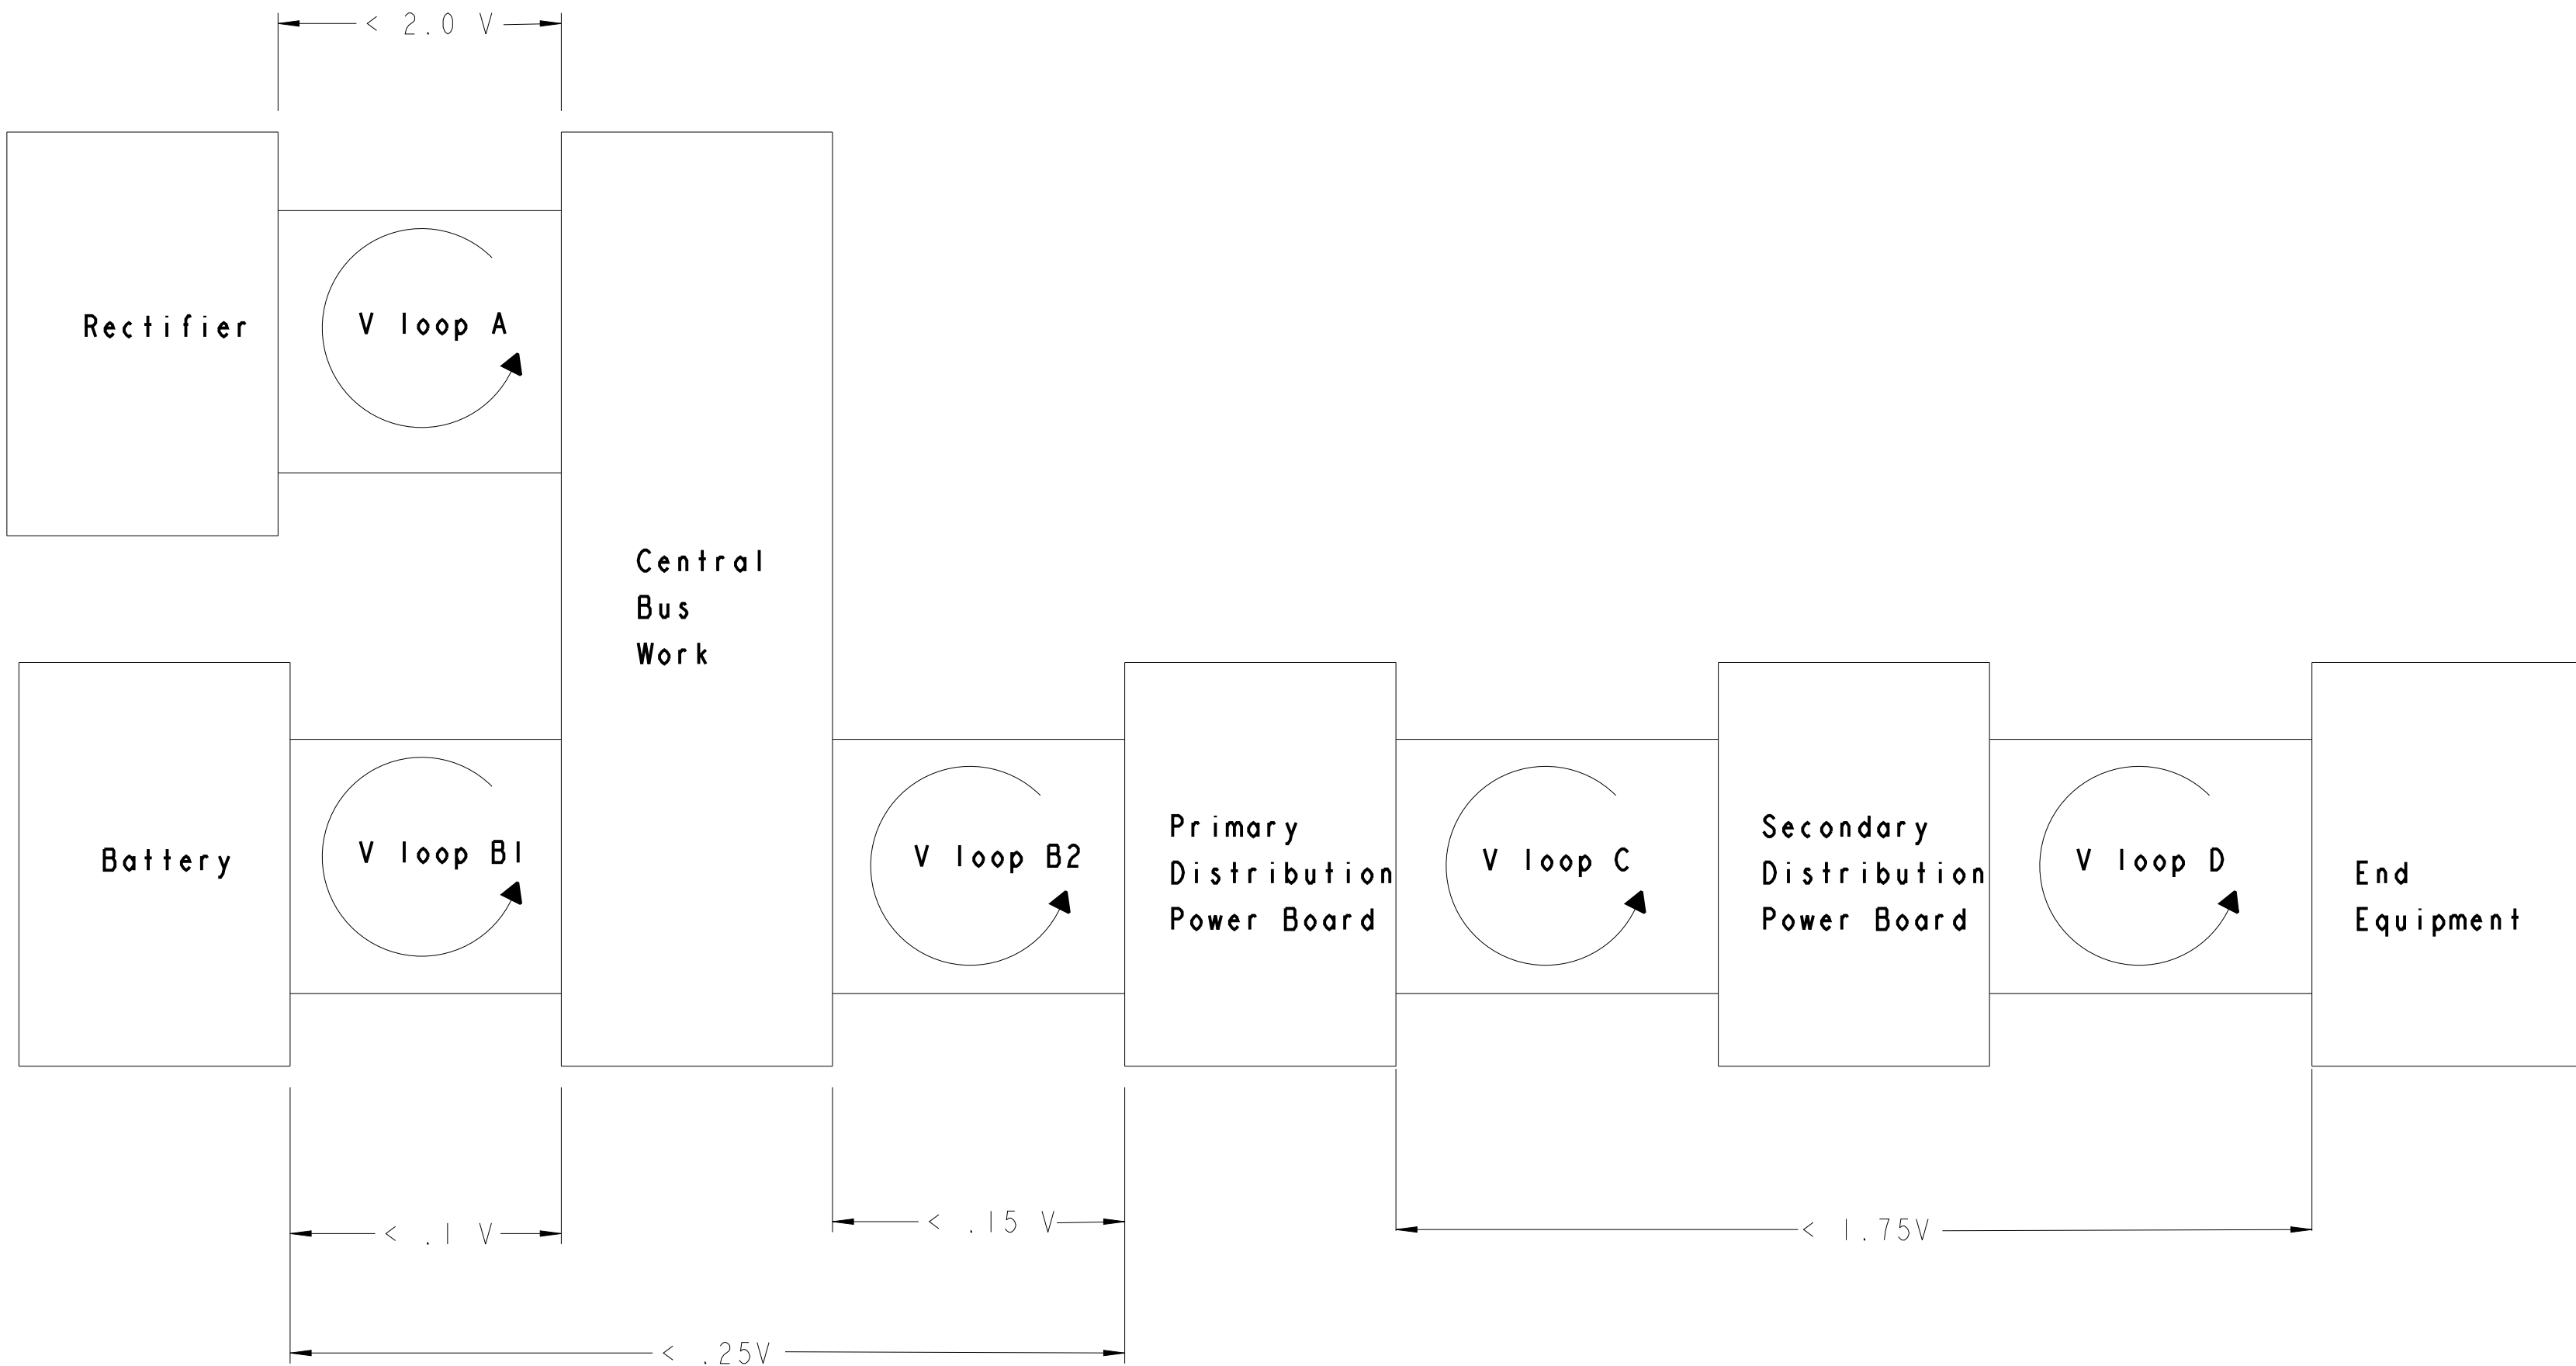 < 2.0 V
Rectifier
V loop A
Central
Bus
Work
Battery
V loop B1
V loop B2
Primary
Distribution
Power Board
V loop C
Secondary
Distribution
Power Board
V loop D
End
Equipment
< .1 V
< .15 V
< 1.75V
< .25V